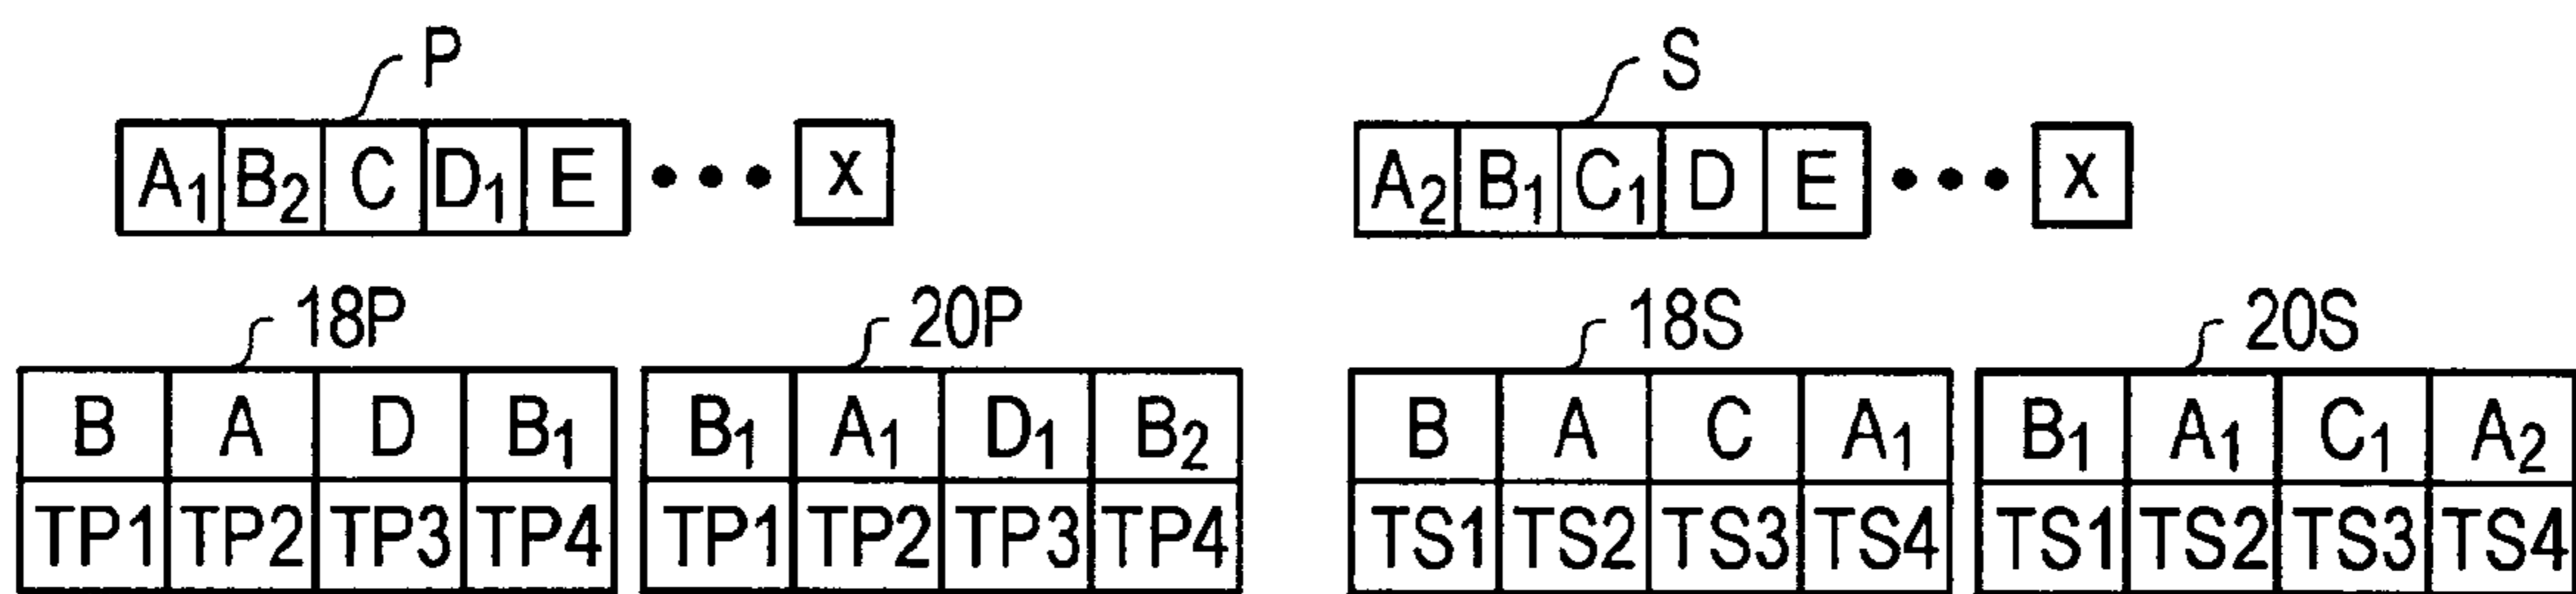 P S
A₁ B₂ C D₁ E ••• X A₂ B₁ C₁ D E ••• X
18P 20P 18S 20S
B A D B₁ B₁ A₁ D₁ B₂ B A C A₁ B₁ A₁ C₁ A₂
TP1 TP2 TP3 TP4 TP1 TP2 TP3 TP4 TS1 TS2 TS3 TS4 TS1 TS2 TS3 TS4